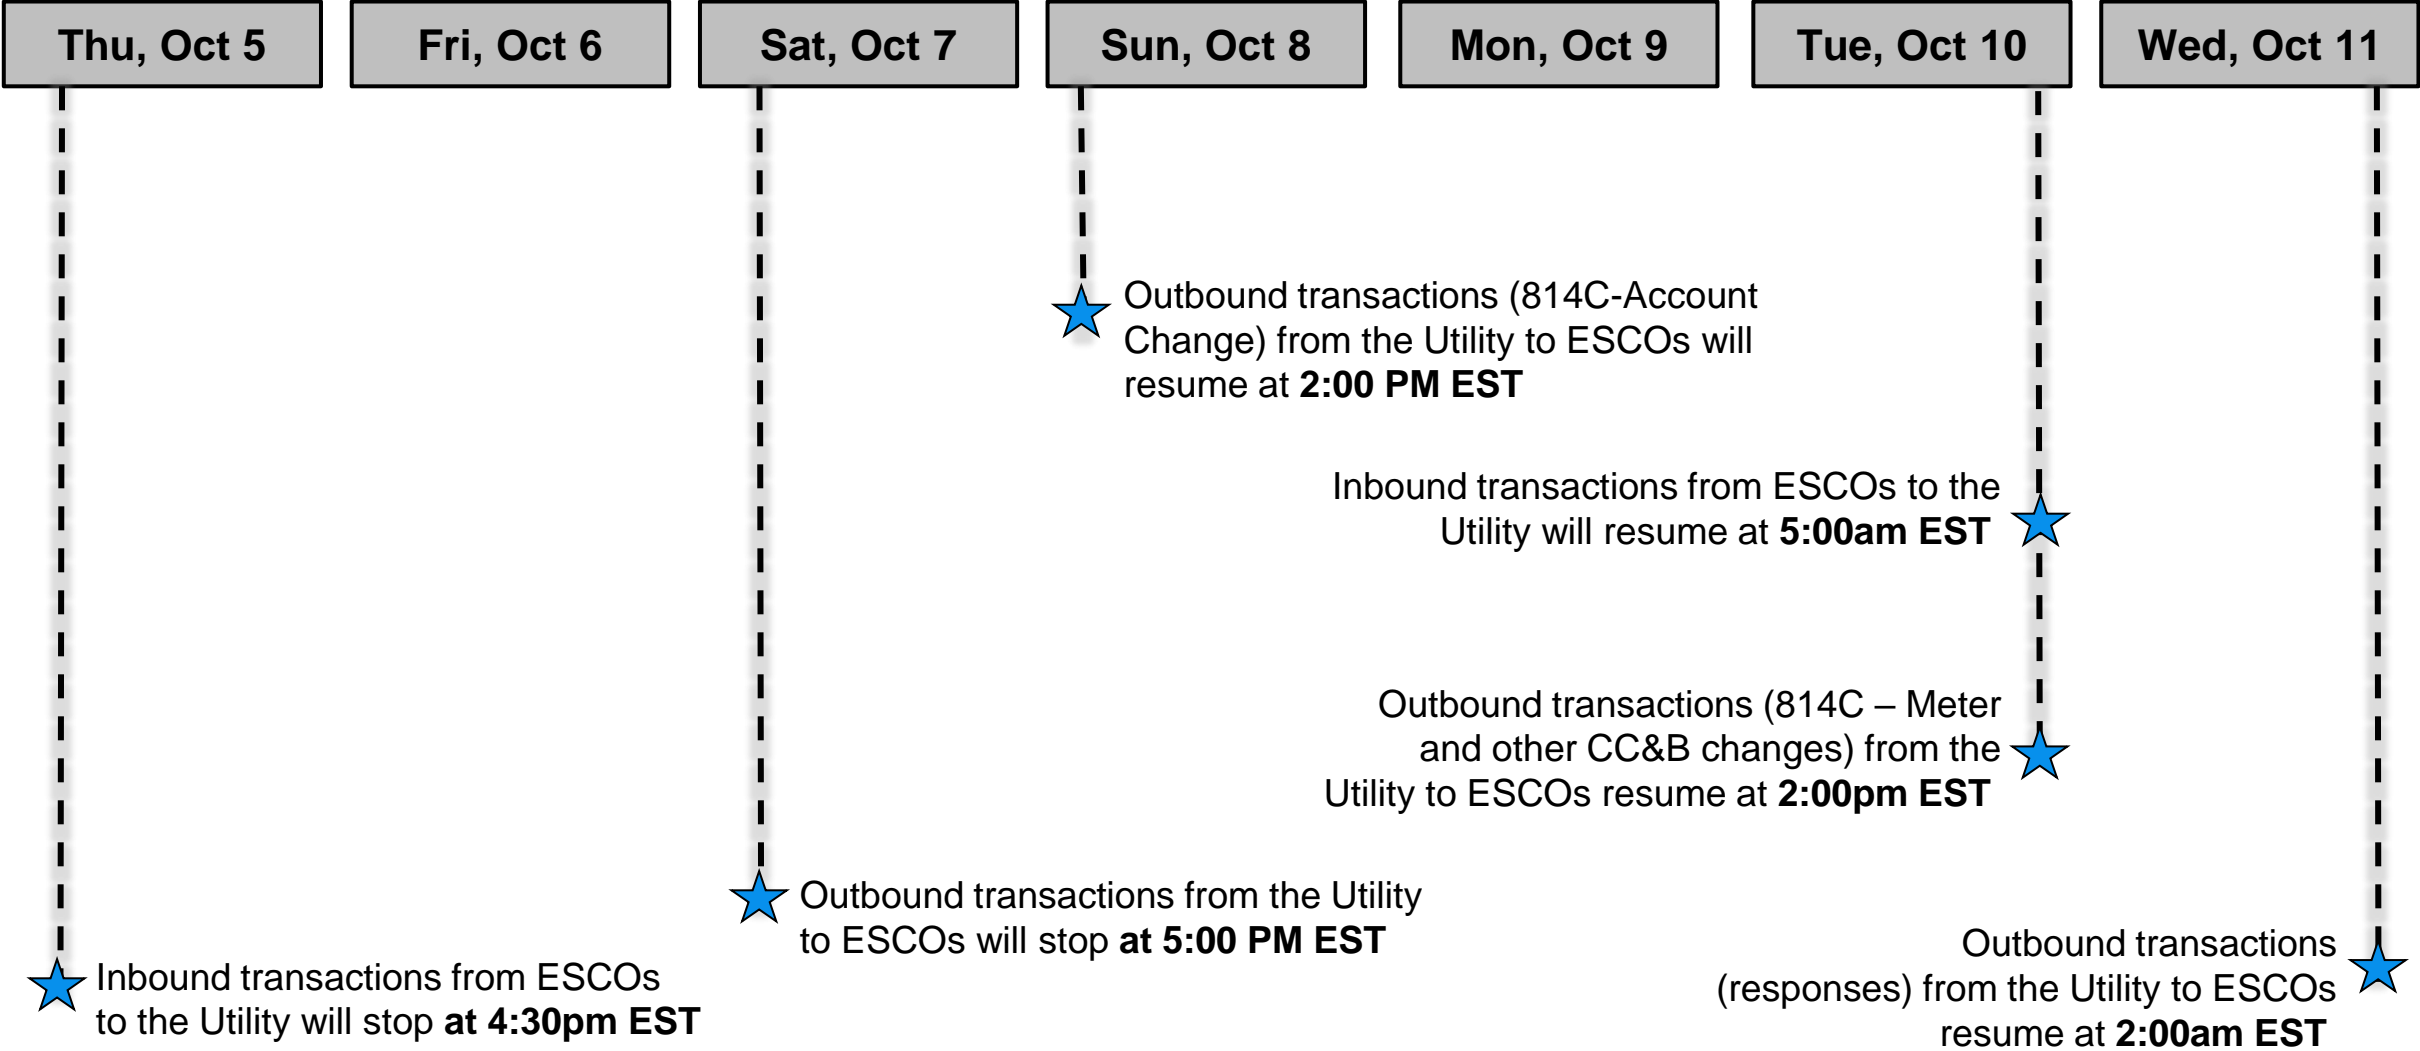 Thu, Oct 5
Fri, Oct 6
Sat, Oct 7
Sun, Oct 8
Mon, Oct 9
Tue, Oct 10
Wed, Oct 11
Outbound transactions (814C-Account
Change) from the Utility to ESCOs will
resume at 2:00 PM EST
Inbound transactions from ESCOs to the
Utility will resume at 5:00am EST
Outbound transactions (814C – Meter
and other CC&B changes) from the
Utility to ESCOs resume at 2:00pm EST
Outbound transactions from the Utility
to ESCOs will stop at 5:00 PM EST
Inbound transactions from ESCOs
to the Utility will stop at 4:30pm EST
Outbound transactions
(responses) from the Utility to ESCOs
resume at 2:00am EST